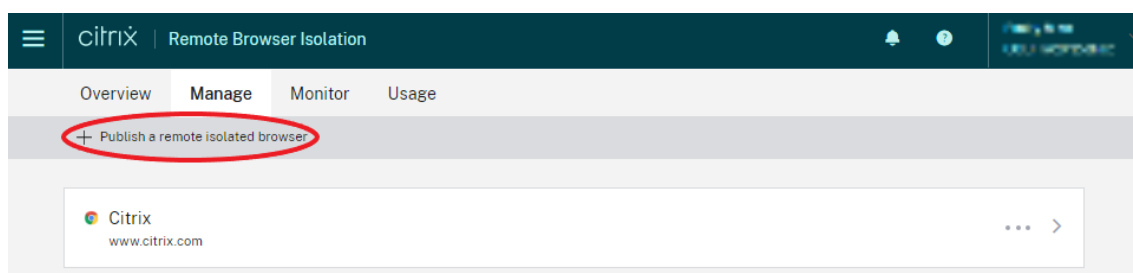 citrix | Remote Browser Isolation
Overview Manage Monitor Usage
+ Publish a remote isolated browser
Citrix
www.citrix.com